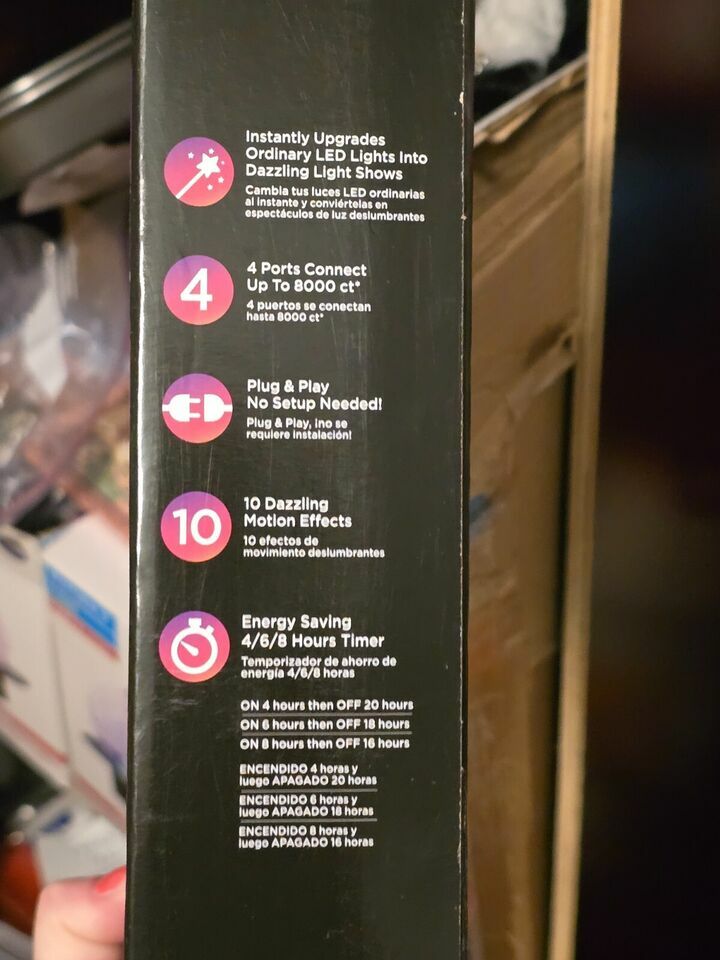 Instantly Upgrades
Ordinary LED Lights Into
Dazzling Light Shows
Cambia tus luces LED ordinarias
al instante y conviértelas en
espectáculos de luz deslumbrantes
4
4 Ports Connect
Up To 8000 ct*
4 puertos se conectan
hasta 8000 ct*
Plug & Play
No Setup Needed!
Plug & Play, ¡no se
requiere instalación!
10
10 Dazzling
Motion Effects
10 efectos de
movimiento deslumbrantes
Energy Saving
4/6/8 Hours Timer
Temporizador de ahorro de
energía 4/6/8 horas
ON 4 hours then OFF 20 hours
ON 6 hours then OFF 18 hours
ON 8 hours then OFF 16 hours
ENCENDIDO 4 horas y
luego APAGADO 20 horas
ENCENDIDO 6 horas y
luego APAGADO 18 horas
ENCENDIDO 8 horas y
luego APAGADO 16 horas